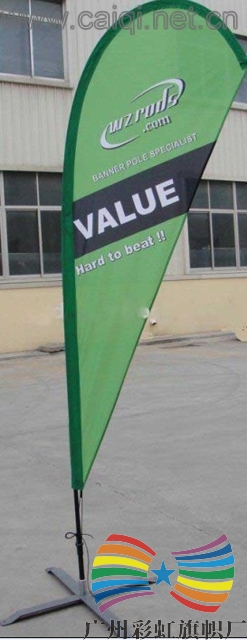 www.caiqi.net.cn
wzrods
.com
BANNER POLE SPECIALIST
VALUE
Hard to beat !!
广州彩虹旗帜厂